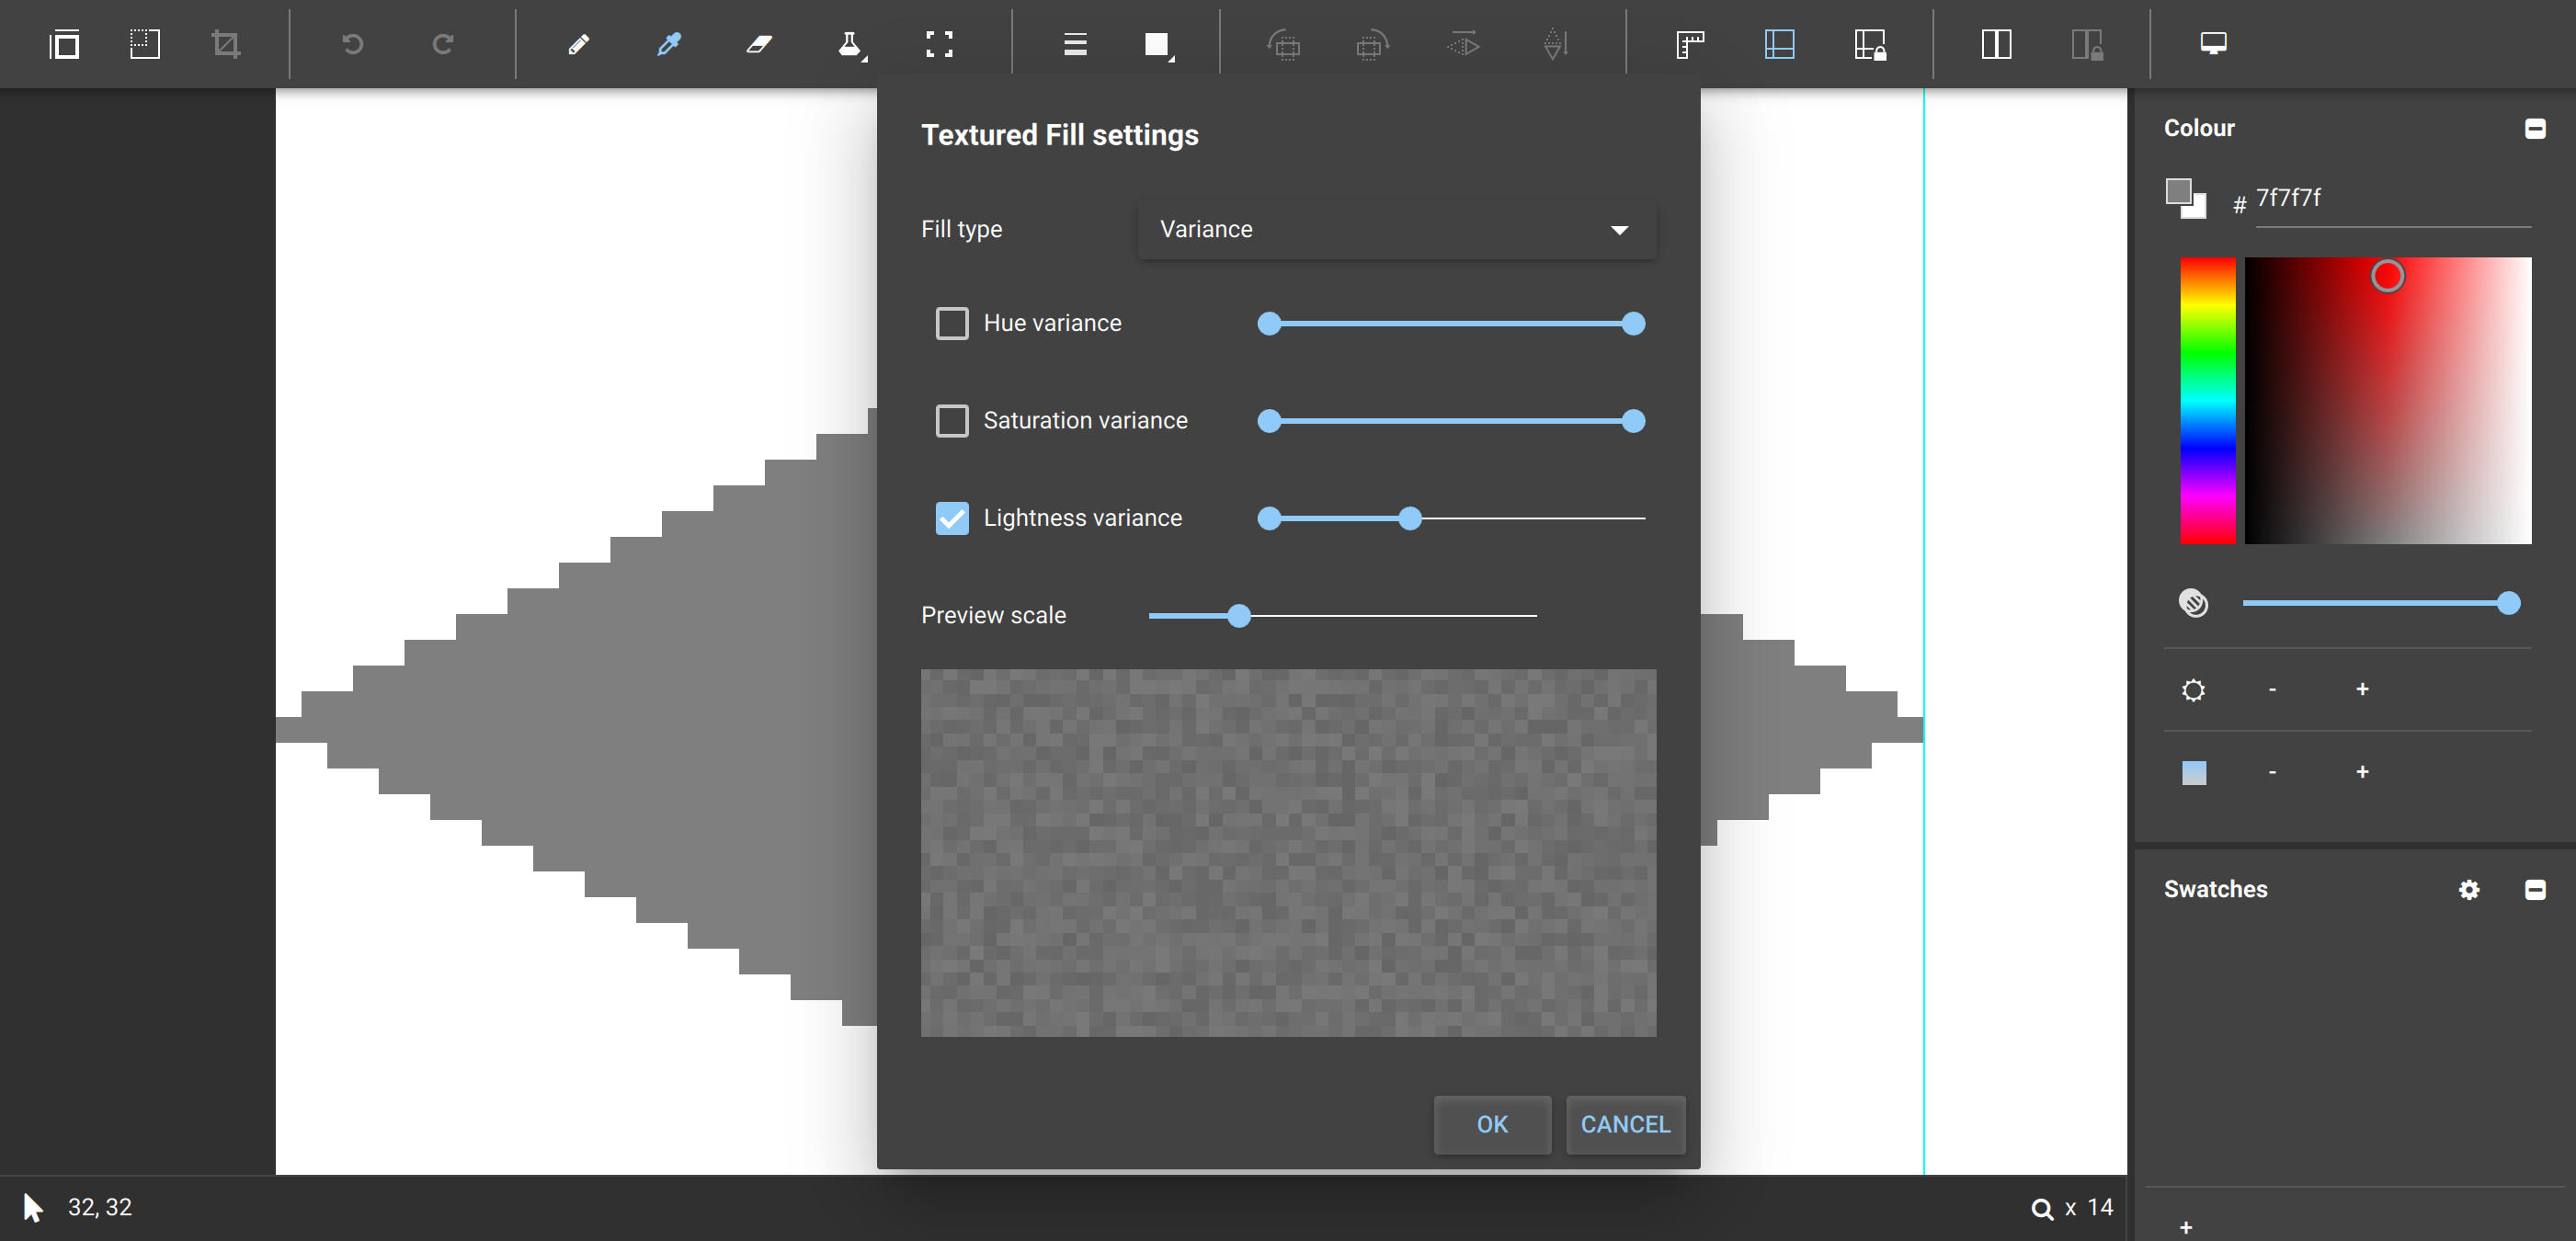 Textured Fill settings
Fill type
Variance
Hue variance
Saturation variance
Lightness variance
Preview scale
OK
CANCEL
Colour
# 7f7f7f
- +
- +
Swatches
+
32, 32
x 14